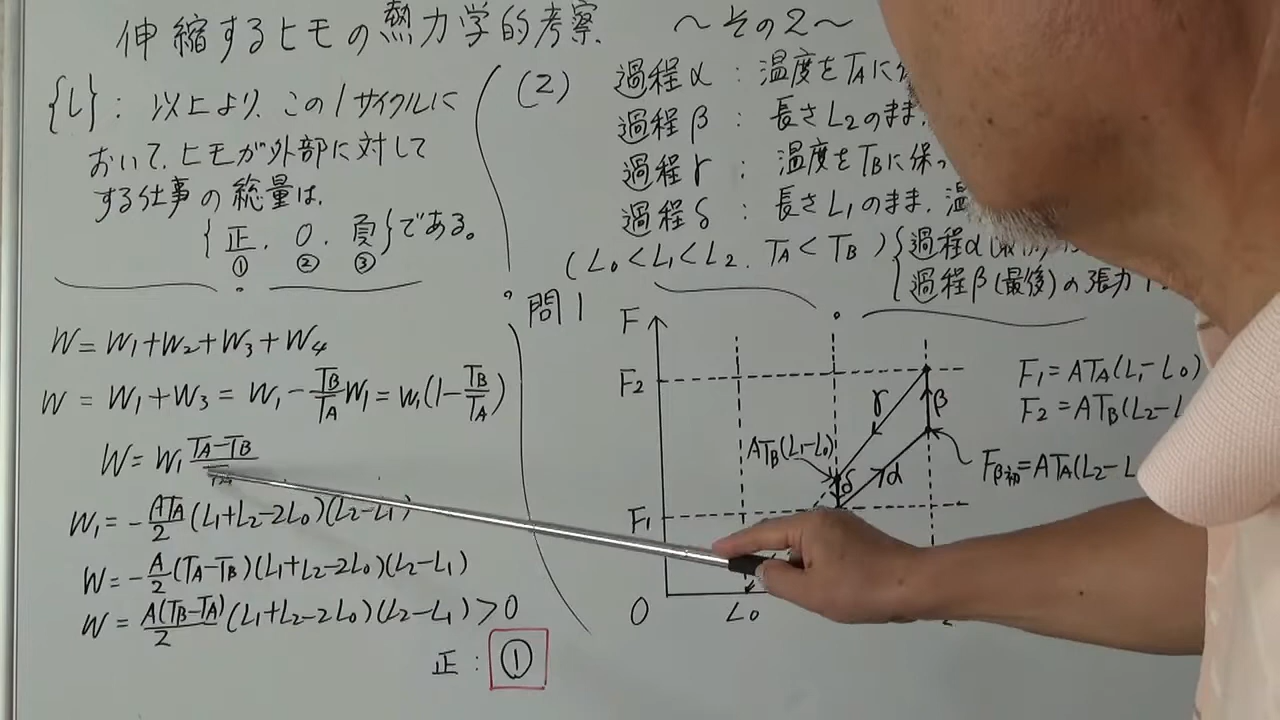 伸縮するヒモの熱力学的考察 ～その2～
{し}: 以上より、この1サイクルに
おいて、ヒモが外部に対して
する仕事の総量は、
{正, 0, 負}である。
① ② ③
W = W₁+W₂+W₃+W₄
W = W₁+W₃ = W₁-TB/TA W₁=W₁(1-TB/TA)
W= W₁ TA-TB/TA
W₁=-ATA/2(L₁+L₂-2L₀)(L₂-L₁)
W=-A/2(TA-TB)(L₁+L₂-2L₀)(L₂-L₁)
W=A(TB-TA)/2(L₁+L₂-2L₀)(L₂-L₁)>0
正: ①
(2) 過程α: 温度をTAに
過程β: 長さL₂のまま、
過程γ: 温度をTBに保っ
過程δ: 長さL₁のまま、温
(L₀<L₁<L₂, TA<TB) {過程α
過程β(最後)の張力
問1
F
F₂
F₁
O
L₀
γ
β
α
δ
ATB(L₁-L₀)
F₁=ATA(L₁-L₀)
F₂=ATB(L₂-L
Fβ初=ATA(L₂-L